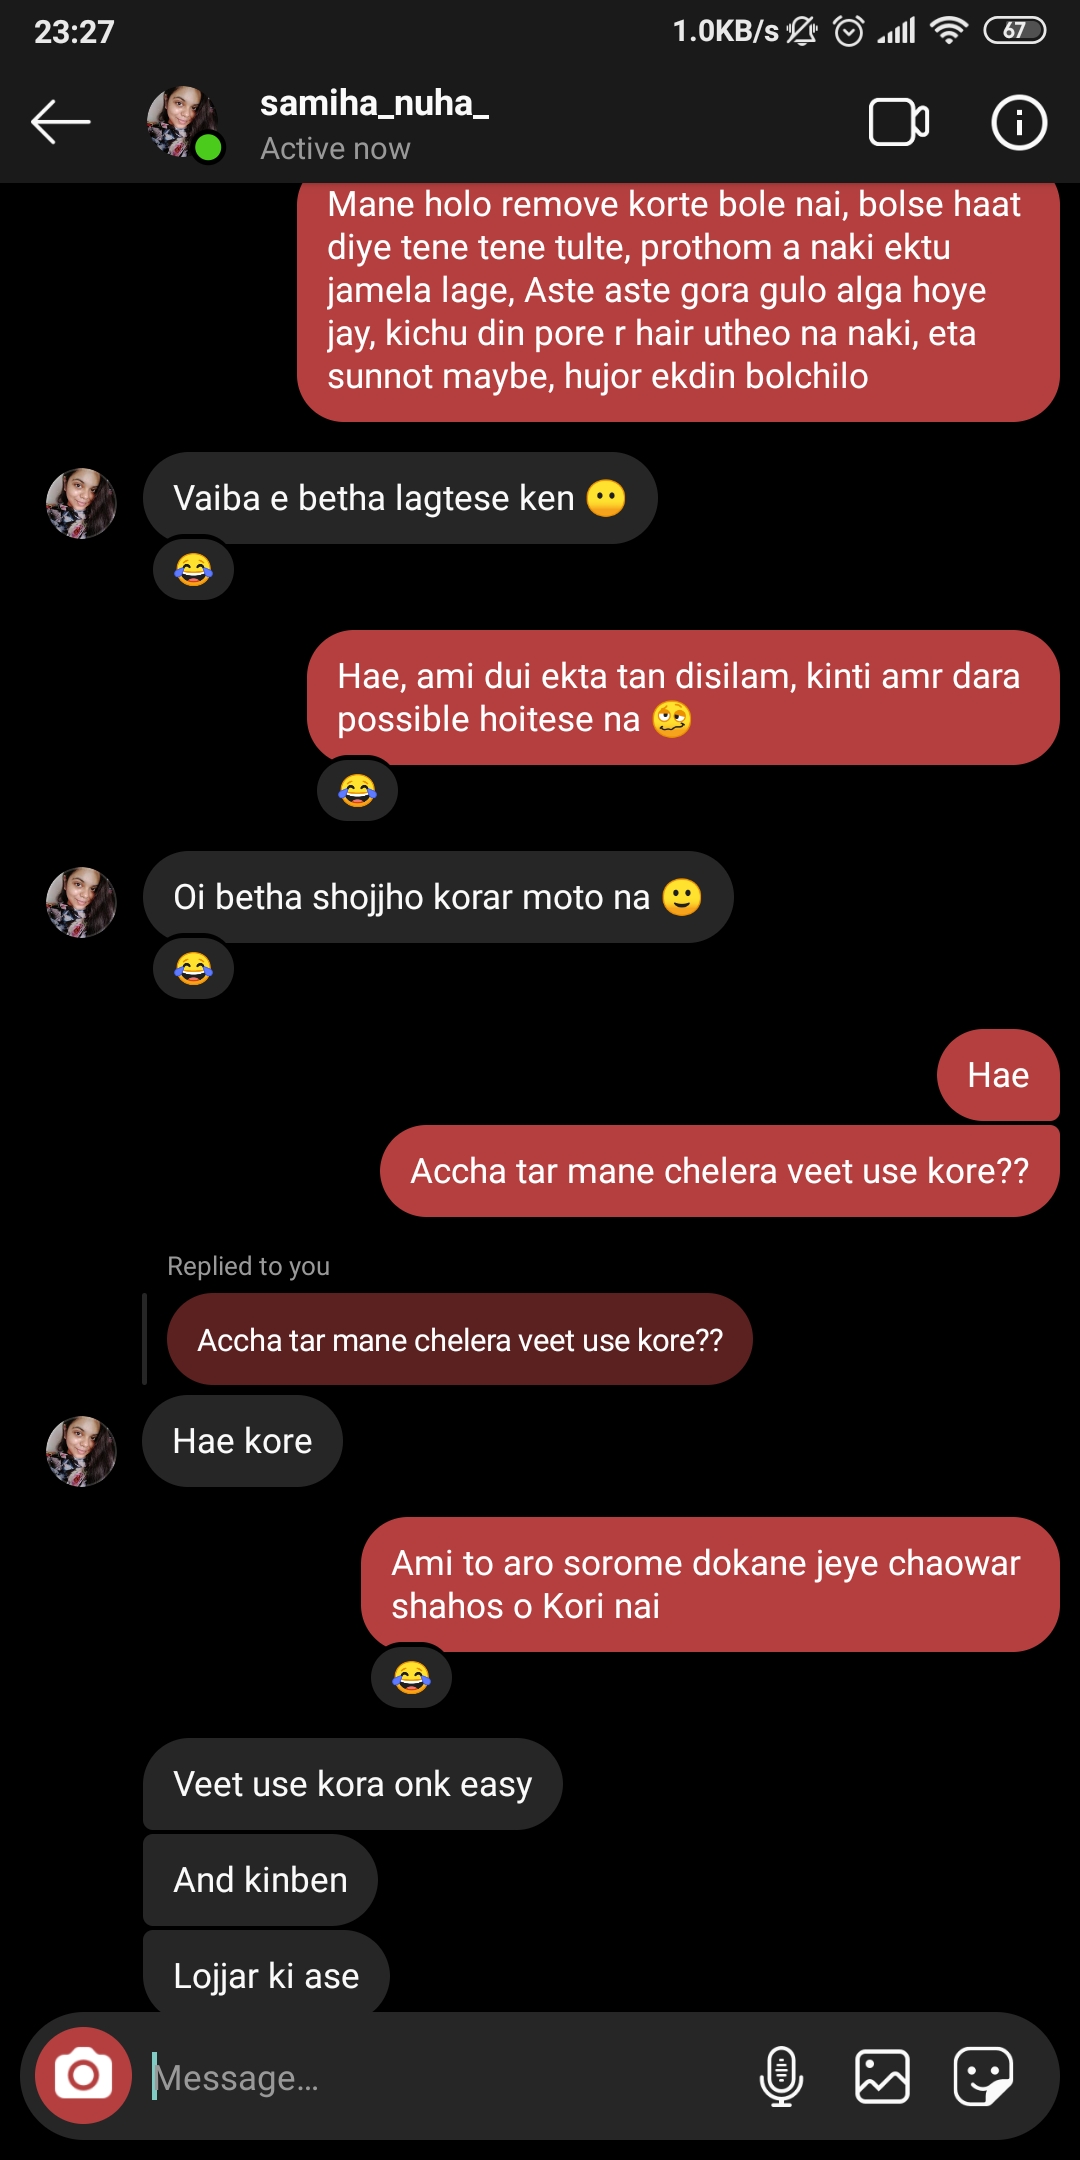 23:27
1.0KB/s
67
samiha_nuha_
Active now
Mane holo remove korte bole nai, bolse haat
diye tene tene tulte, prothom a naki ektu
jamela lage, Aste aste gora gulo alga hoye
jay, kichu din pore r hair utheo na naki, eta
sunnot maybe, hujor ekdin bolchilo
Vaiba e betha lagtese ken 😶
😂
Hae, ami dui ekta tan disilam, kinti amr dara
possible hoitese na 🥴
😂
Oi betha shojjho korar moto na 🙂
😂
Hae
Accha tar mane chelera veet use kore??
Replied to you
Accha tar mane chelera veet use kore??
Hae kore
Ami to aro sorome dokane jeye chaowar
shahos o Kori nai
😂
Veet use kora onk easy
And kinben
Lojjar ki ase
Message...